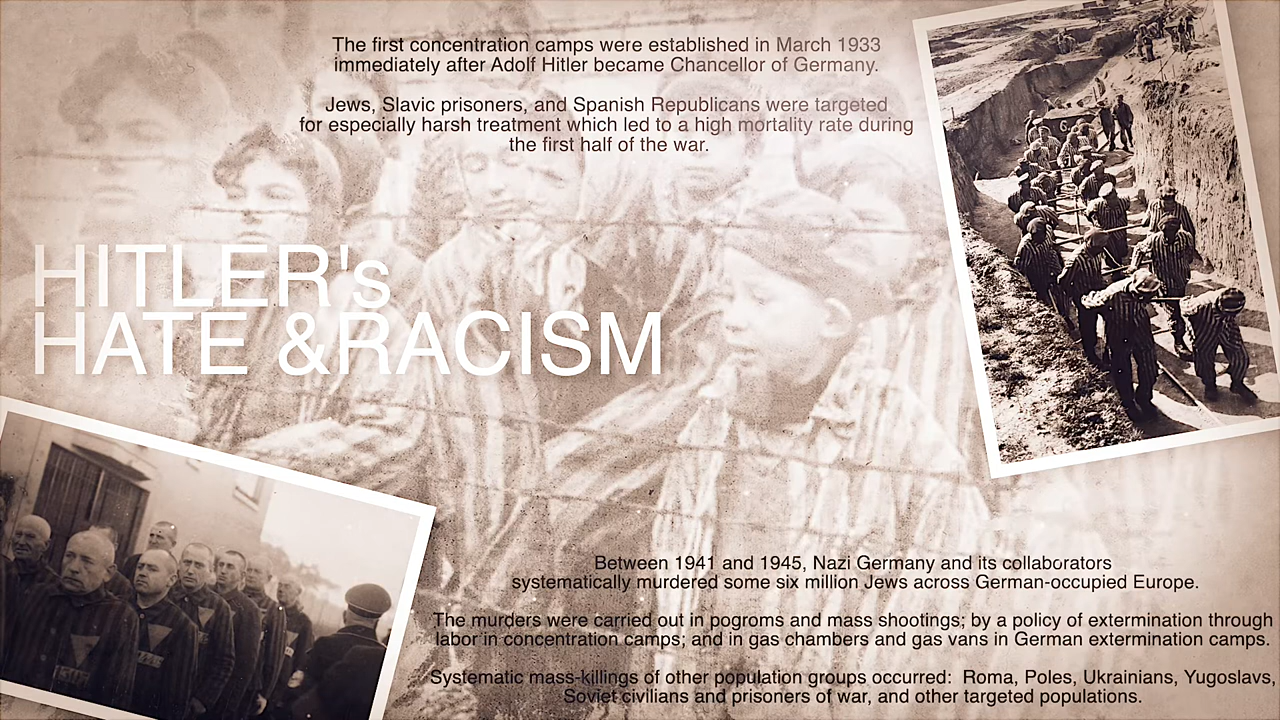 The first concentration camps were established in March 1933
immediately after Adolf Hitler became Chancellor of Germany.
Jews, Slavic prisoners, and Spanish Republicans were targeted
for especially harsh treatment which led to a high mortality rate during
the first half of the war.
HITLER's
HATE &RACISM
Between 1941 and 1945, Nazi Germany and its collaborators
systematically murdered some six million Jews across German-occupied Europe.
The murders were carried out in pogroms and mass shootings; by a policy of extermination through
labor in concentration camps; and in gas chambers and gas vans in German extermination camps.
Systematic mass-killings of other population groups occurred: Roma, Poles, Ukrainians, Yugoslavs,
Soviet civilians and prisoners of war, and other targeted populations.